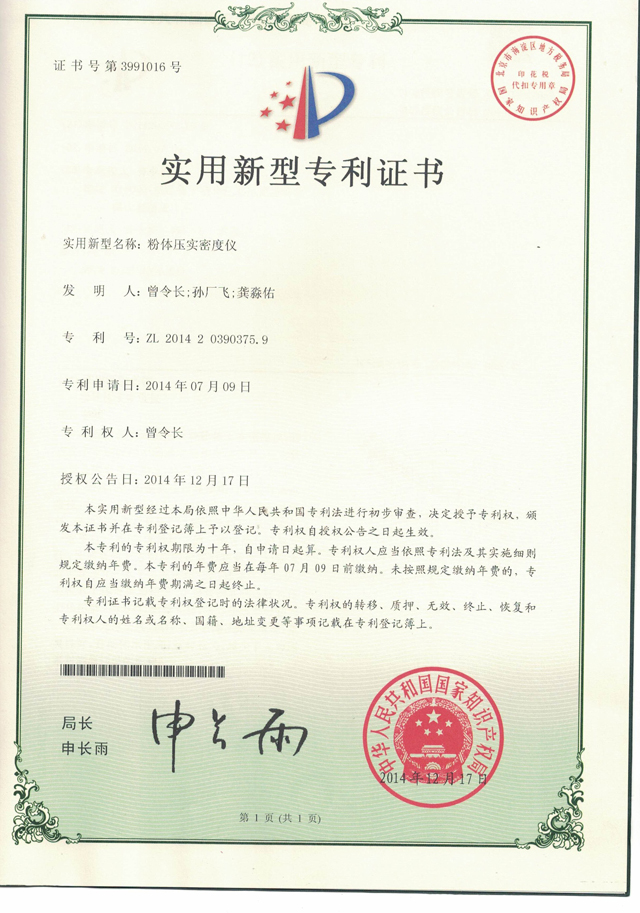 证书号第3991016号
北京市海淀区地方税务局
印花税
代扣专用章
国家知识产权局
实用新型专利证书
实用新型名称：粉体压实密度仪
发明人：曾令长;孙厂飞;龚淼佑
专利号：ZL 2014 2 0390375.9
专利申请日：2014年07月09日
专利权人：曾令长
授权公告日：2014年12月17日
本实用新型经过本局依照中华人民共和国专利法进行初步审查，决定授予专利权，颁
发本证书并在专利登记簿上予以登记。专利权自授权公告之日起生效。
本专利的专利权期限为十年，自申请日起算。专利权人应当依照专利法及其实施细则
规定缴纳年费。本专利的年费应当在每年07月09日前缴纳。未按照规定缴纳年费的，专
利权自应当缴纳年费期满之日起终止。
专利证书记载专利权登记时的法律状况。专利权的转移、质押、无效、终止、恢复和
专利权人的姓名或名称、国籍、地址变更等事项记载在专利登记簿上。
局长
申长雨
申长雨
中华人民共和国国家知识产权局
2014年12月17日
第1页(共1页)